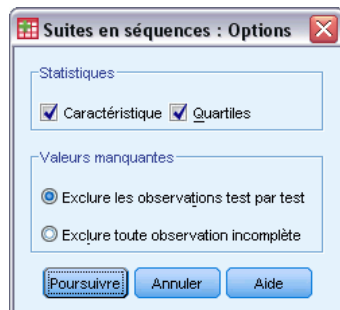 Suites en séquences : Options
Statistiques
Caractéristique Quartiles
Valeurs manquantes
Exclure les observations test par test
Exclure toute observation incomplète
Poursuivre Annuler Aide